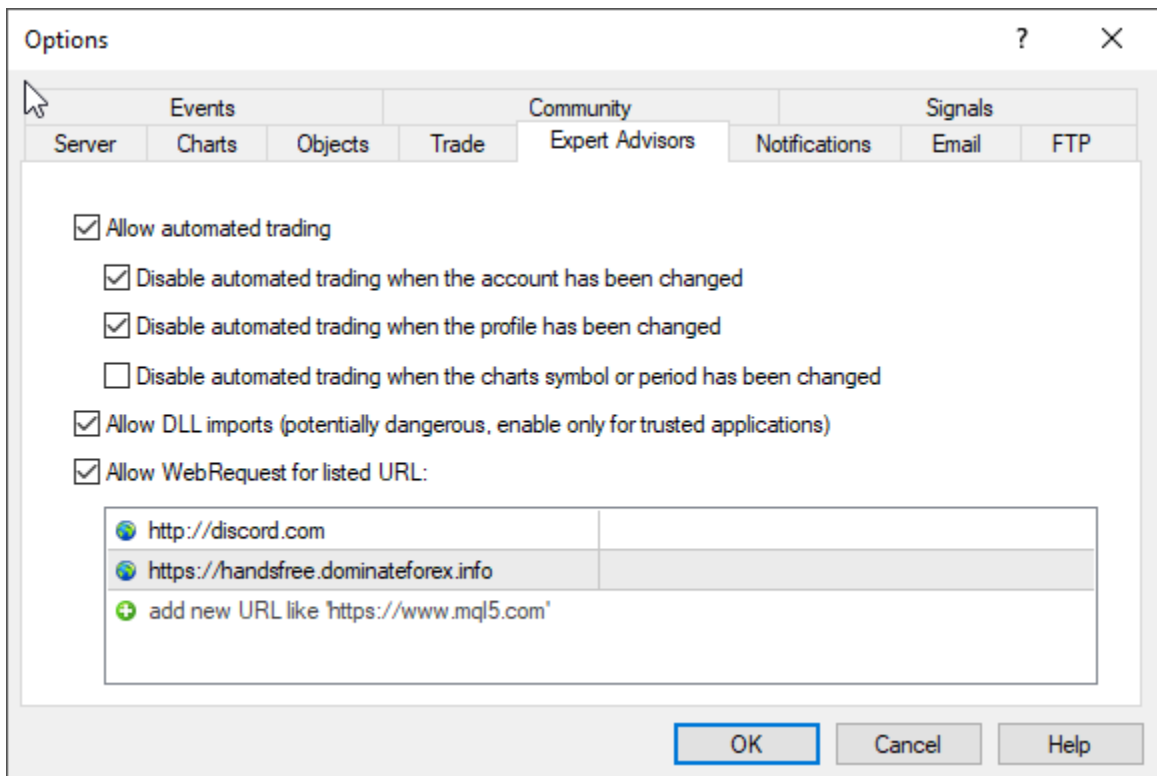 Options ?
Events Community Signals
Server Charts Objects Trade Expert Advisors Notifications Email FTP
Allow automated trading
Disable automated trading when the account has been changed
Disable automated trading when the profile has been changed
Disable automated trading when the charts symbol or period has been changed
Allow DLL imports (potentially dangerous, enable only for trusted applications)
Allow WebRequest for listed URL:
http://discord.com
https://handsfree.dominateforex.info
add new URL like 'https://www.mql5.com'
OK Cancel Help